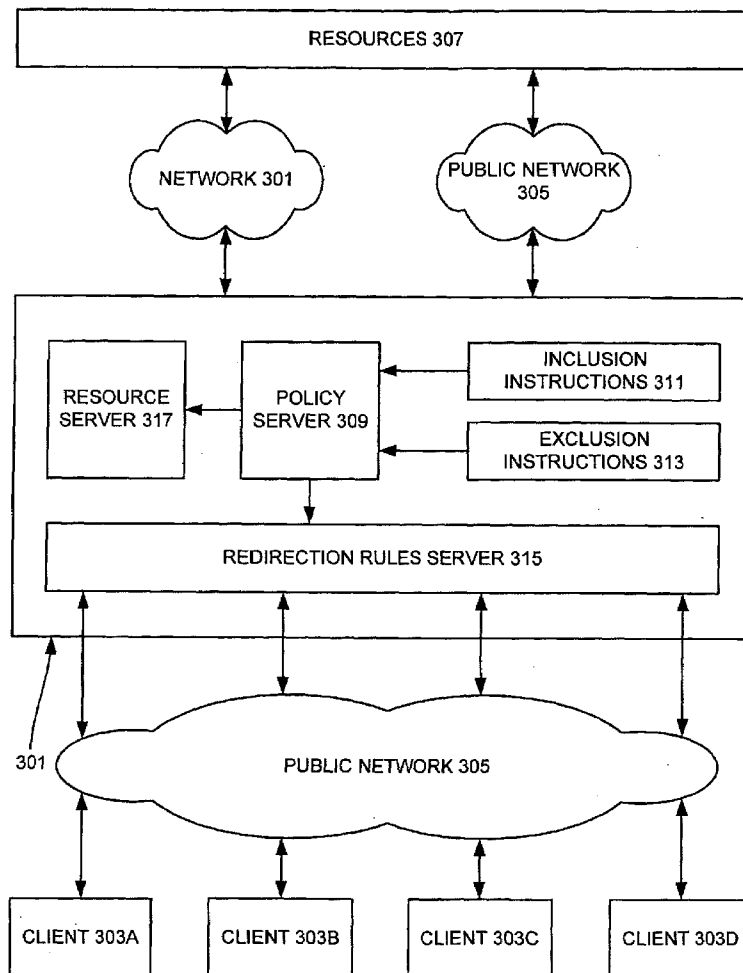 RESOURCES 307
NETWORK 301
PUBLIC NETWORK
305
RESOURCE
SERVER 317
POLICY
SERVER 309
INCLUSION
INSTRUCTIONS 311
EXCLUSION
INSTRUCTIONS 313
REDIRECTION RULES SERVER 315
301
PUBLIC NETWORK 305
CLIENT 303A
CLIENT 303B
CLIENT 303C
CLIENT 303D